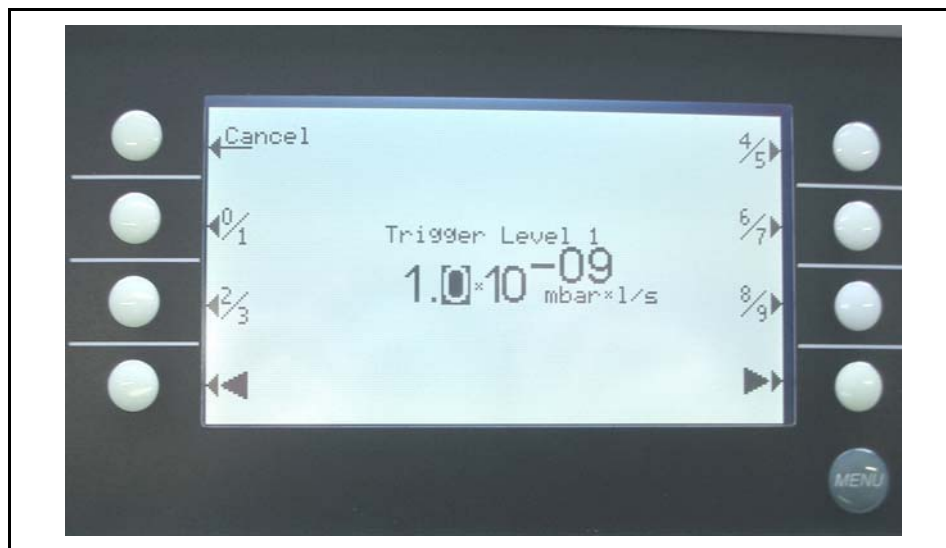 Cancel
4/5
0/1
6/7
Trigger Level 1
1.0×10⁻⁰⁹
mbar×l/s
2/3
8/9
MENU